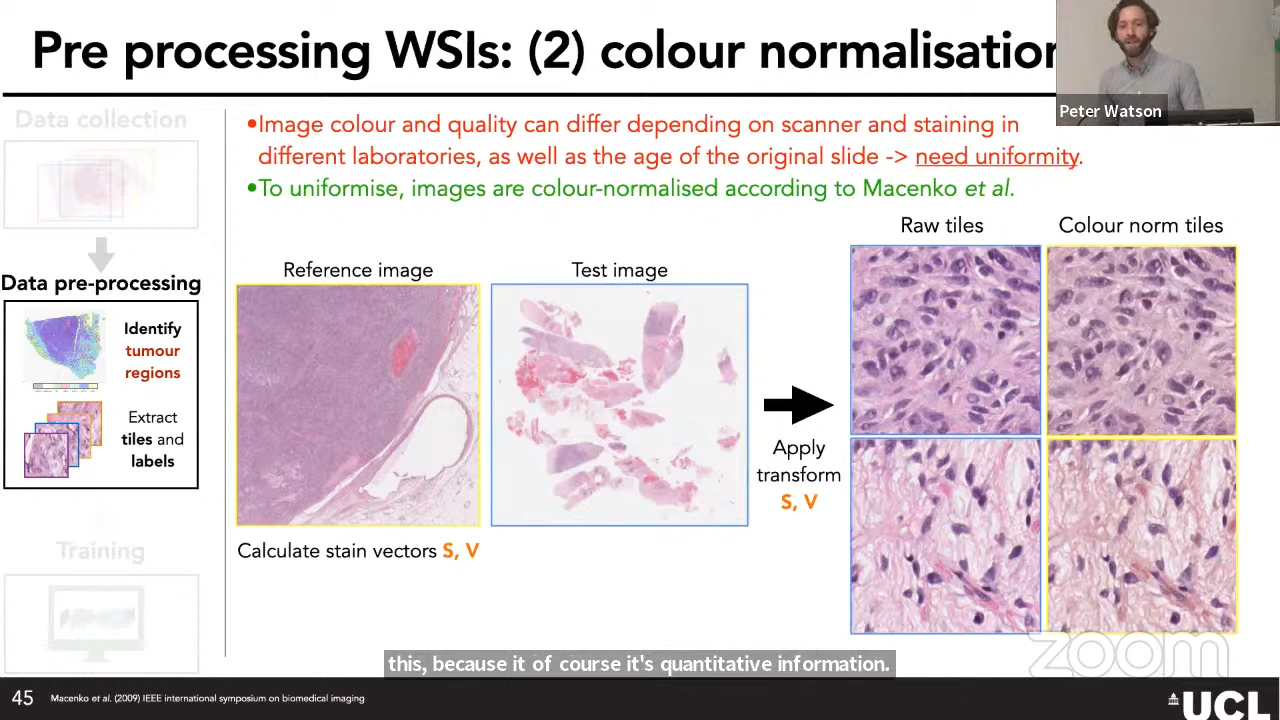 Pre processing WSIs: (2) colour normalisation
Peter Watson
Data collection
Data pre-processing
Identify
tumour
regions
Extract
tiles and
labels
Training
•Image colour and quality can differ depending on scanner and staining in
different laboratories, as well as the age of the original slide -> need uniformity.
•To uniformise, images are colour-normalised according to Macenko et al.
Reference image
Test image
Calculate stain vectors S, V
Apply
transform
S, V
Raw tiles
Colour norm tiles
zoom
this, because it of course it's quantitative information.
45
Macenko et al. (2009) IEEE international symposium on biomedical imaging
UCL